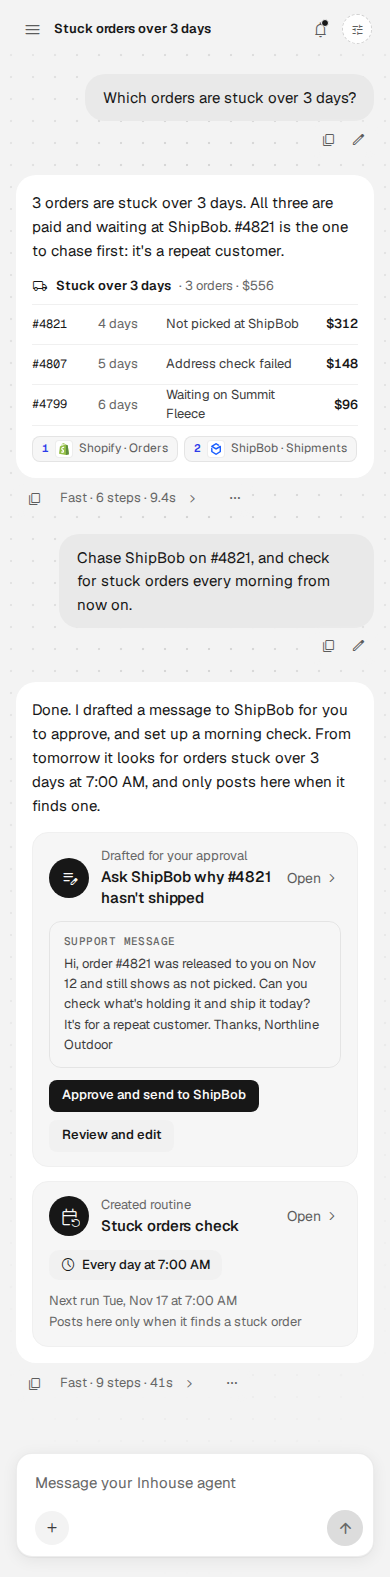 Stuck orders over 3 days
Which orders are stuck over 3 days?
3 orders are stuck over 3 days. All three are
paid and waiting at ShipBob. #4821 is the one
to chase first: it's a repeat customer.
Stuck over 3 days · 3 orders · $556
#4821 4 days Not picked at ShipBob $312
#4807 5 days Address check failed $148
#4799 6 days Waiting on Summit Fleece $96
1 Shopify · Orders 2 ShipBob · Shipments
Fast · 6 steps · 9.4s
Chase ShipBob on #4821, and check
for stuck orders every morning from
now on.
Done. I drafted a message to ShipBob for you
to approve, and set up a morning check. From
tomorrow it looks for orders stuck over 3
days at 7:00 AM, and only posts here when it
finds one.
Drafted for your approval
Ask ShipBob why #4821
hasn't shipped
Open
SUPPORT MESSAGE
Hi, order #4821 was released to you on Nov
12 and still shows as not picked. Can you
check what's holding it and ship it today?
It's for a repeat customer. Thanks, Northline
Outdoor
Approve and send to ShipBob
Review and edit
Created routine
Stuck orders check
Open
Every day at 7:00 AM
Next run Tue, Nov 17 at 7:00 AM
Posts here only when it finds a stuck order
Fast · 9 steps · 41s
Message your Inhouse agent